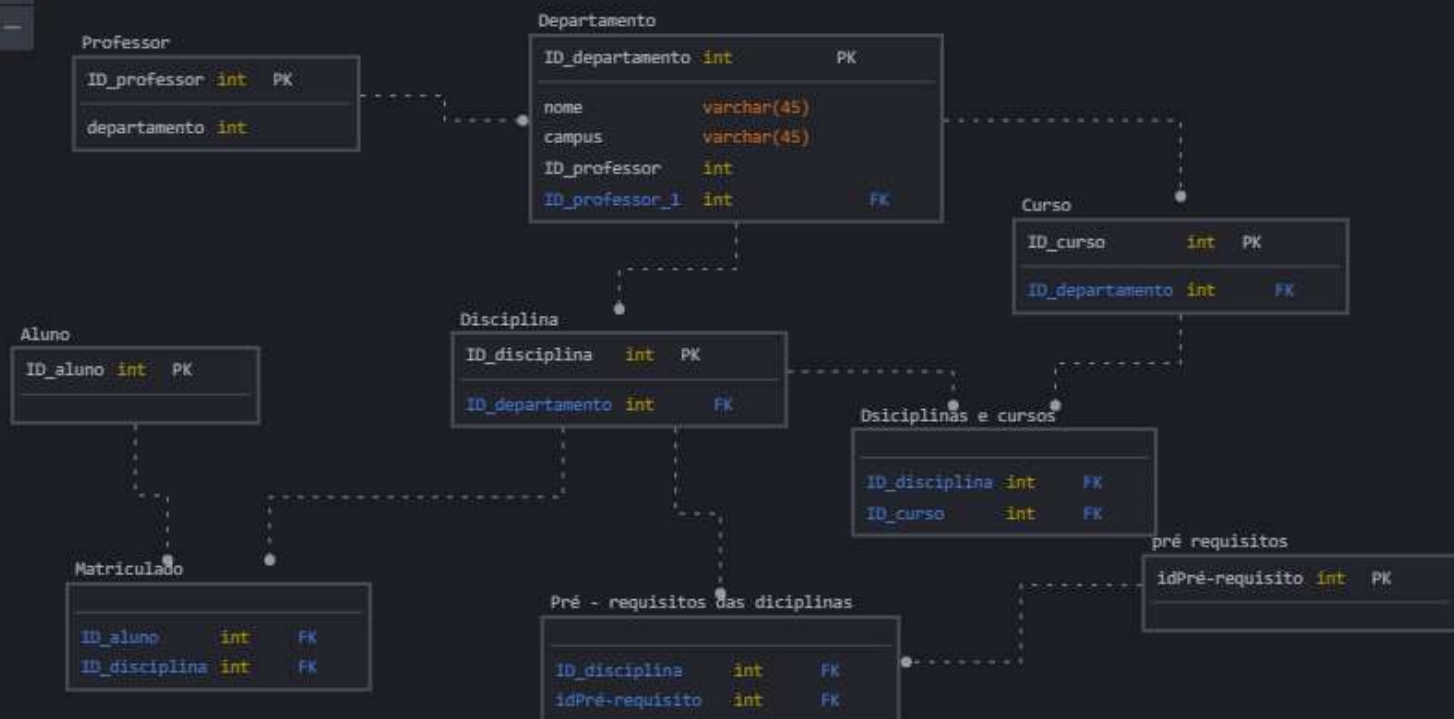 Professor
ID_professor int PK
departamento int
Departamento
ID_departamento int PK
nome varchar(45)
campus varchar(45)
ID_professor int
ID_professor_1 int FK
Curso
ID_curso int PK
ID_departamento int FK
Aluno
ID_aluno int PK
Disciplina
ID_disciplina int PK
ID_departamento int FK
Dsiciplinas e cursos
ID_disciplina int FK
ID_curso int FK
pré requisitos
idPré-requisito int PK
Matriculado
ID_aluno int FK
ID_disciplina int FK
Pré - requisitos das diciplinas
ID_disciplina int FK
idPré-requisito int FK